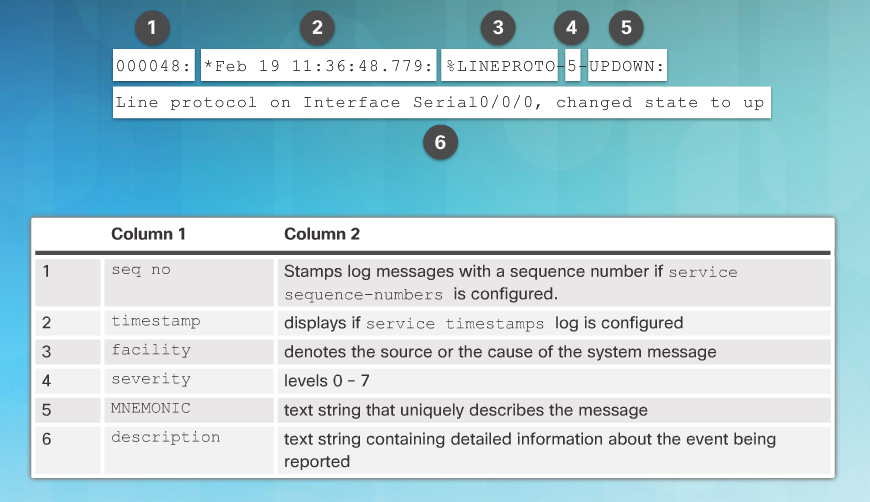 1 2 3 4 5
000048: *Feb 19 11:36:48.779: %LINEPROTO-5-UPDOWN:
Line protocol on Interface Serial0/0/0, changed state to up
6
Column 1 Column 2
1 seq no Stamps log messages with a sequence number if service
sequence-numbers is configured.
2 timestamp displays if service timestamps log is configured
3 facility denotes the source or the cause of the system message
4 severity levels 0 – 7
5 MNEMONIC text string that uniquely describes the message
6 description text string containing detailed information about the event being
reported